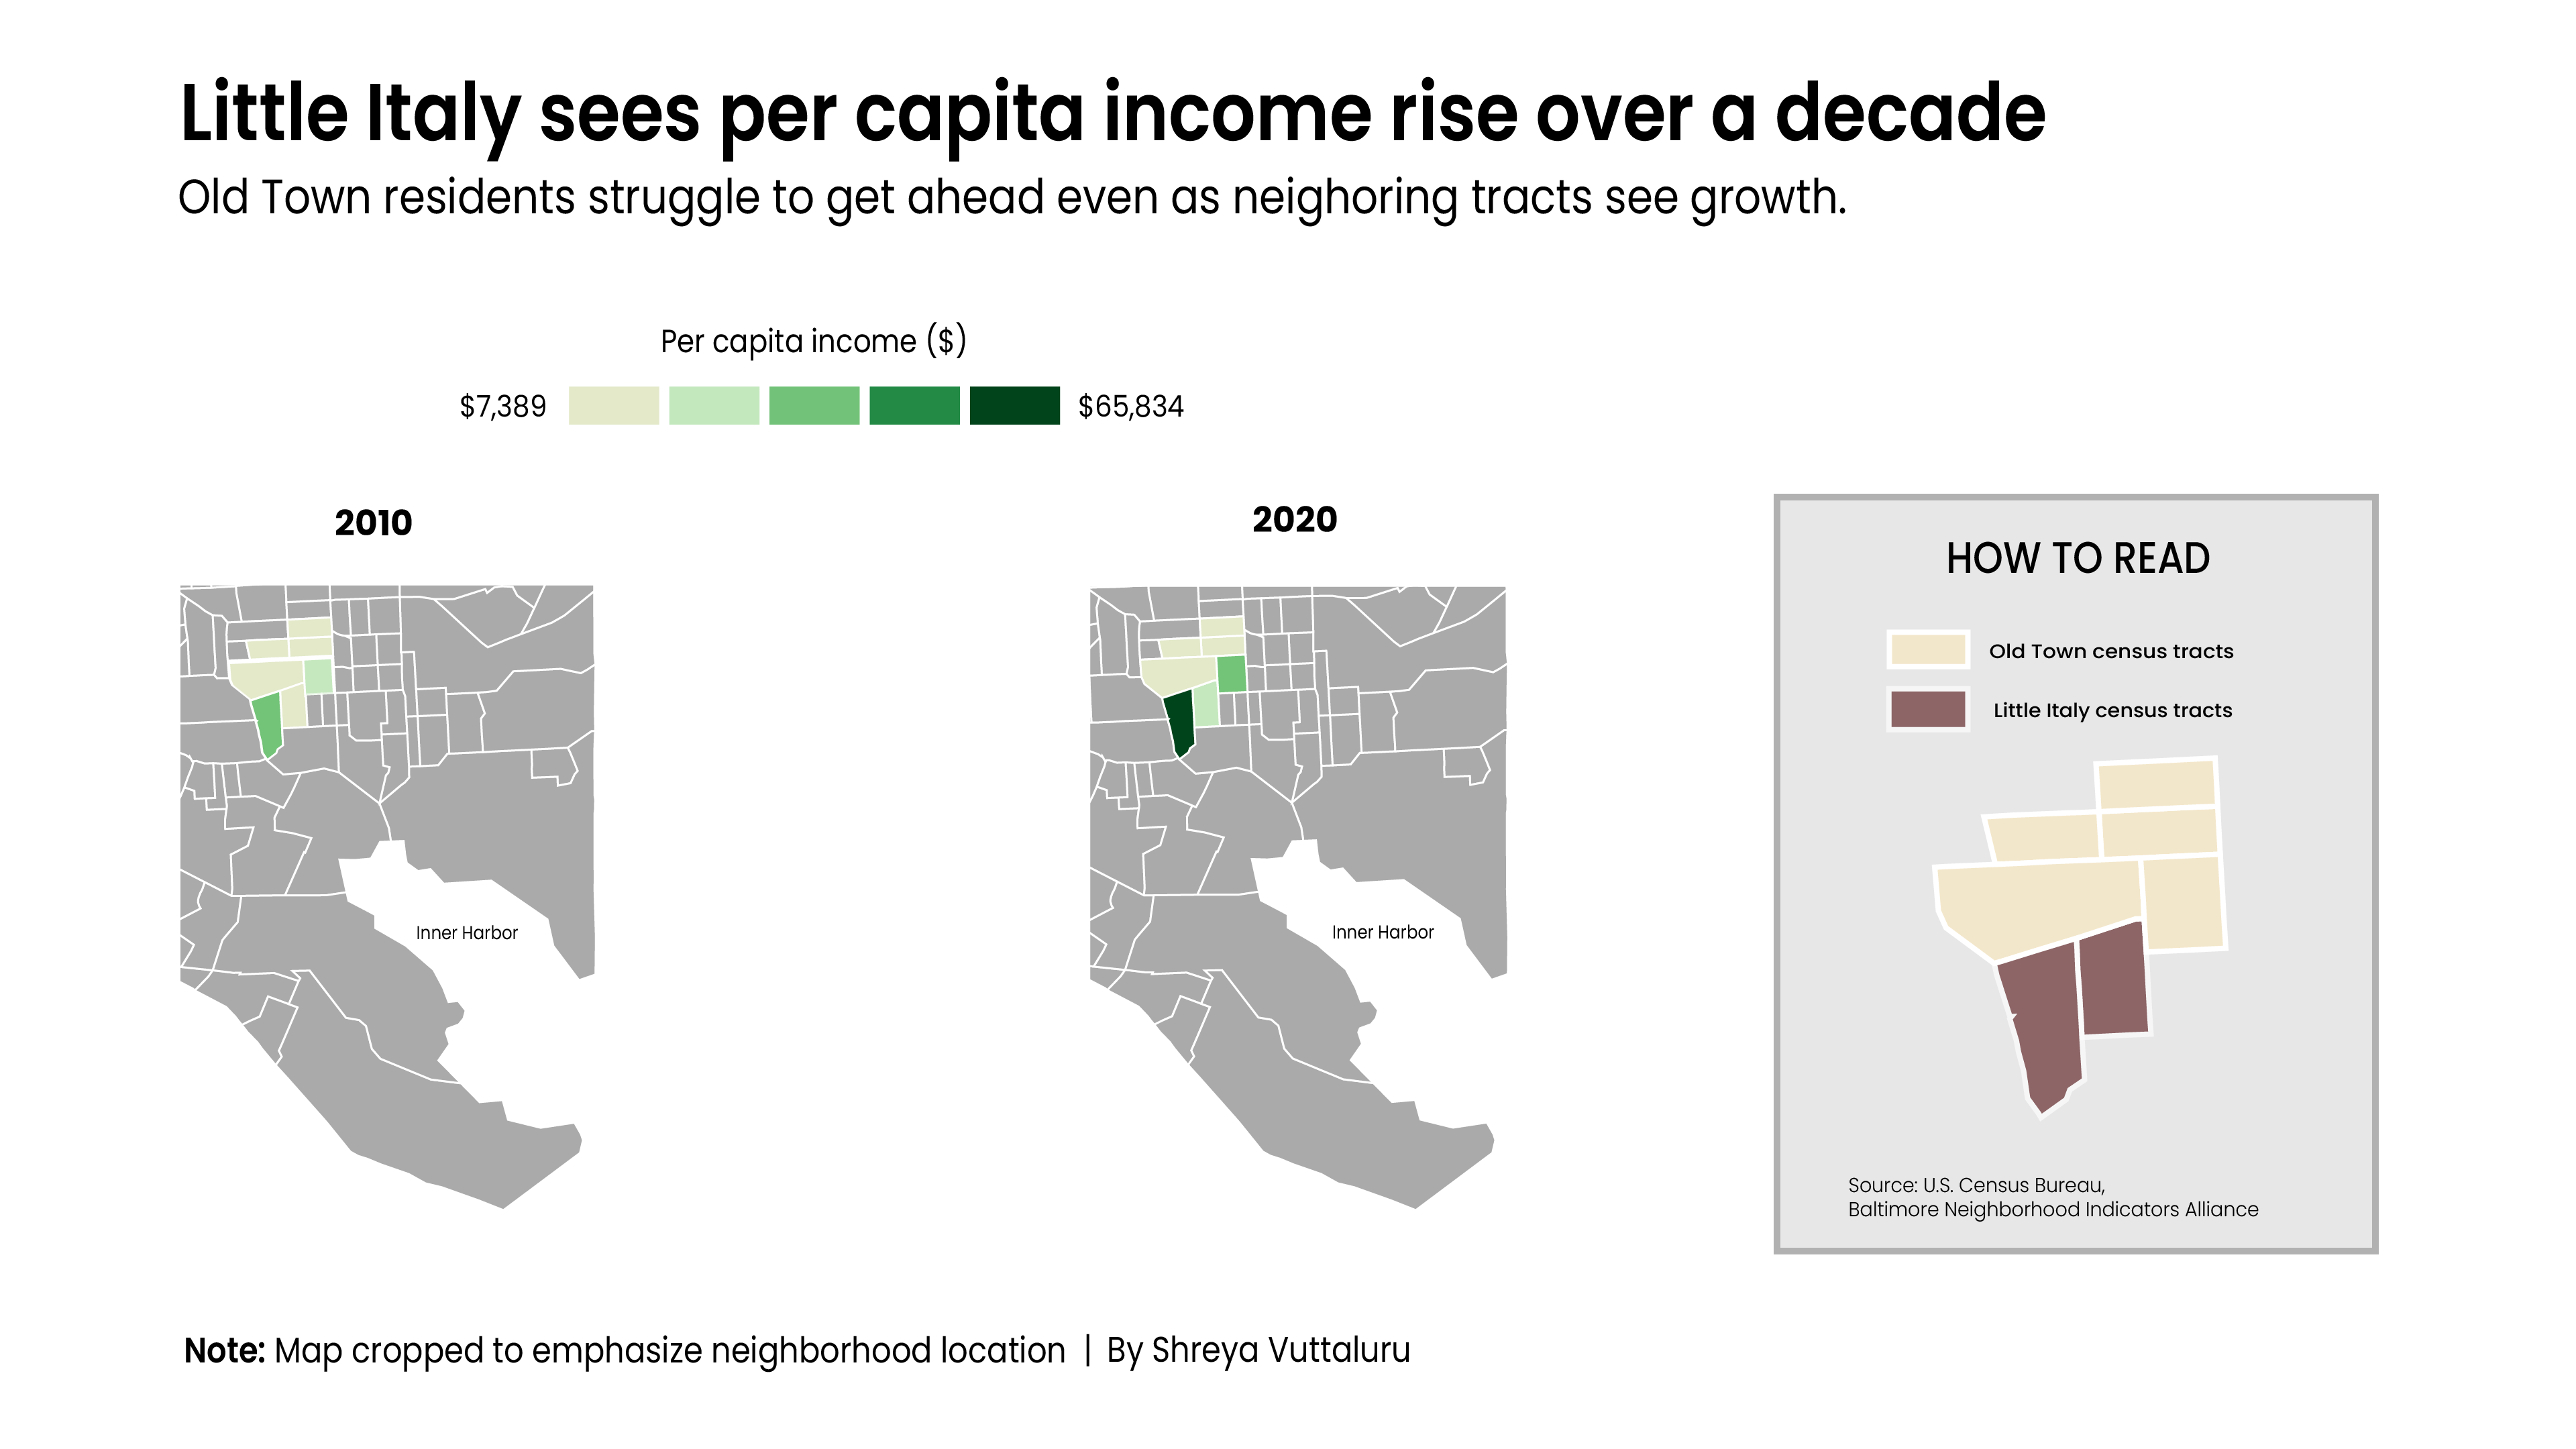 Little Italy sees per capita income rise over a decade
Old Town residents struggle to get ahead even as neighoring tracts see growth.
Per capita income ($)
$7,389
$65,834
2010
2020
Inner Harbor
Inner Harbor
HOW TO READ
Old Town census tracts
Little Italy census tracts
Source: U.S. Census Bureau,
Baltimore Neighborhood Indicators Alliance
Note: Map cropped to emphasize neighborhood location | By Shreya Vuttaluru